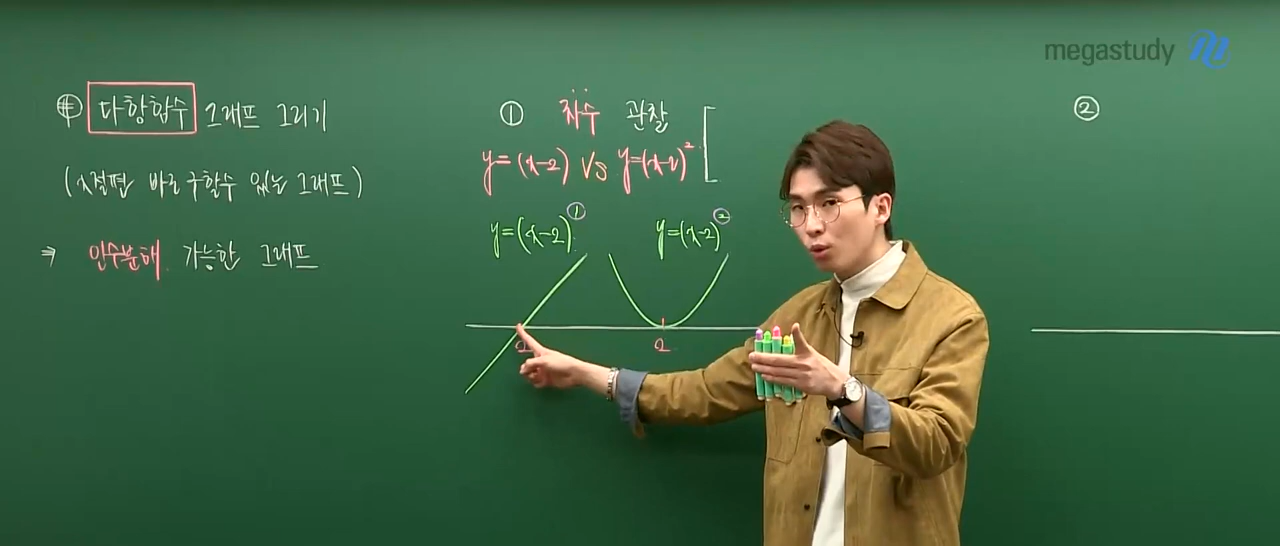 megastudy
# 다항함수 그래프 그리기
(x절편 바로 구할수 있는 그래프)
⇒ 인수분해 가능한 그래프
① 차수 관찰
y=(x-2) VS y=(x-2)²
y=(x-2)①
y=(x-2)②
2
2
②